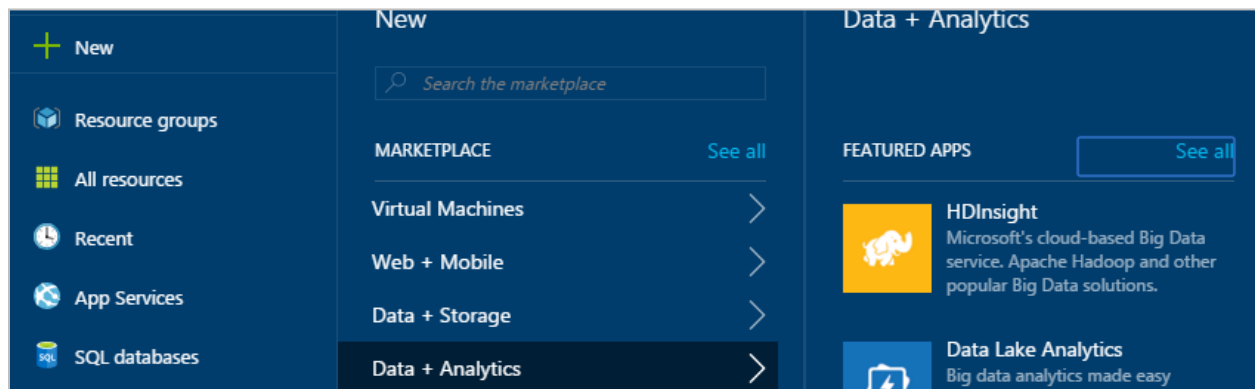 New
Resource groups
All resources
Recent
App Services
SQL
SQL databases
New
Search the marketplace
MARKETPLACE See all
Virtual Machines
Web + Mobile
Data + Storage
Data + Analytics
Data + Analytics
FEATURED APPS See all
HDInsight
Microsoft's cloud-based Big Data
service. Apache Hadoop and other
popular Big Data solutions.
Data Lake Analytics
Big data analytics made easy